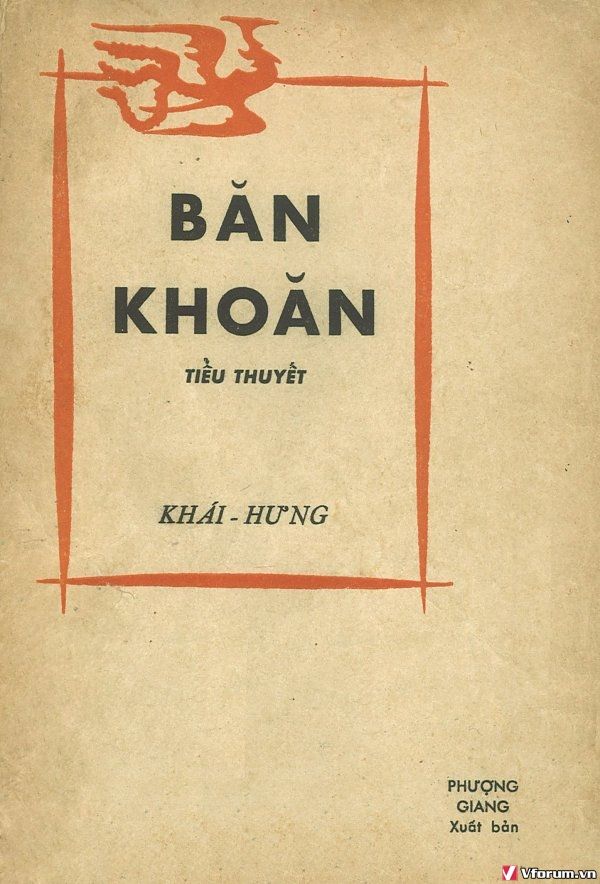 BĂN
KHOĂN
TIỂU THUYẾT
KHÁI - HƯNG
PHƯỢNG
GIANG
Xuất bản
Vforum.vn